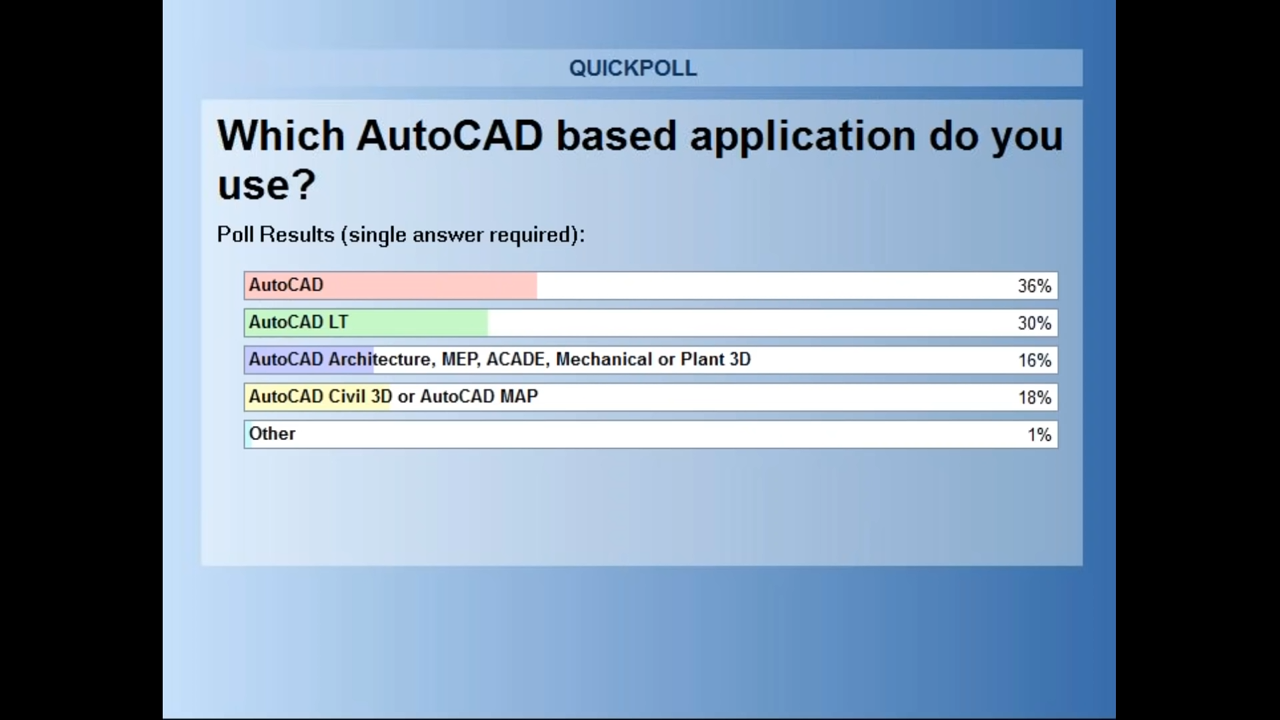 QUICKPOLL
Which AutoCAD based application do you
use?
Poll Results (single answer required):
AutoCAD 36%
AutoCAD LT 30%
AutoCAD Architecture, MEP, ACADE, Mechanical or Plant 3D 16%
AutoCAD Civil 3D or AutoCAD MAP 18%
Other 1%